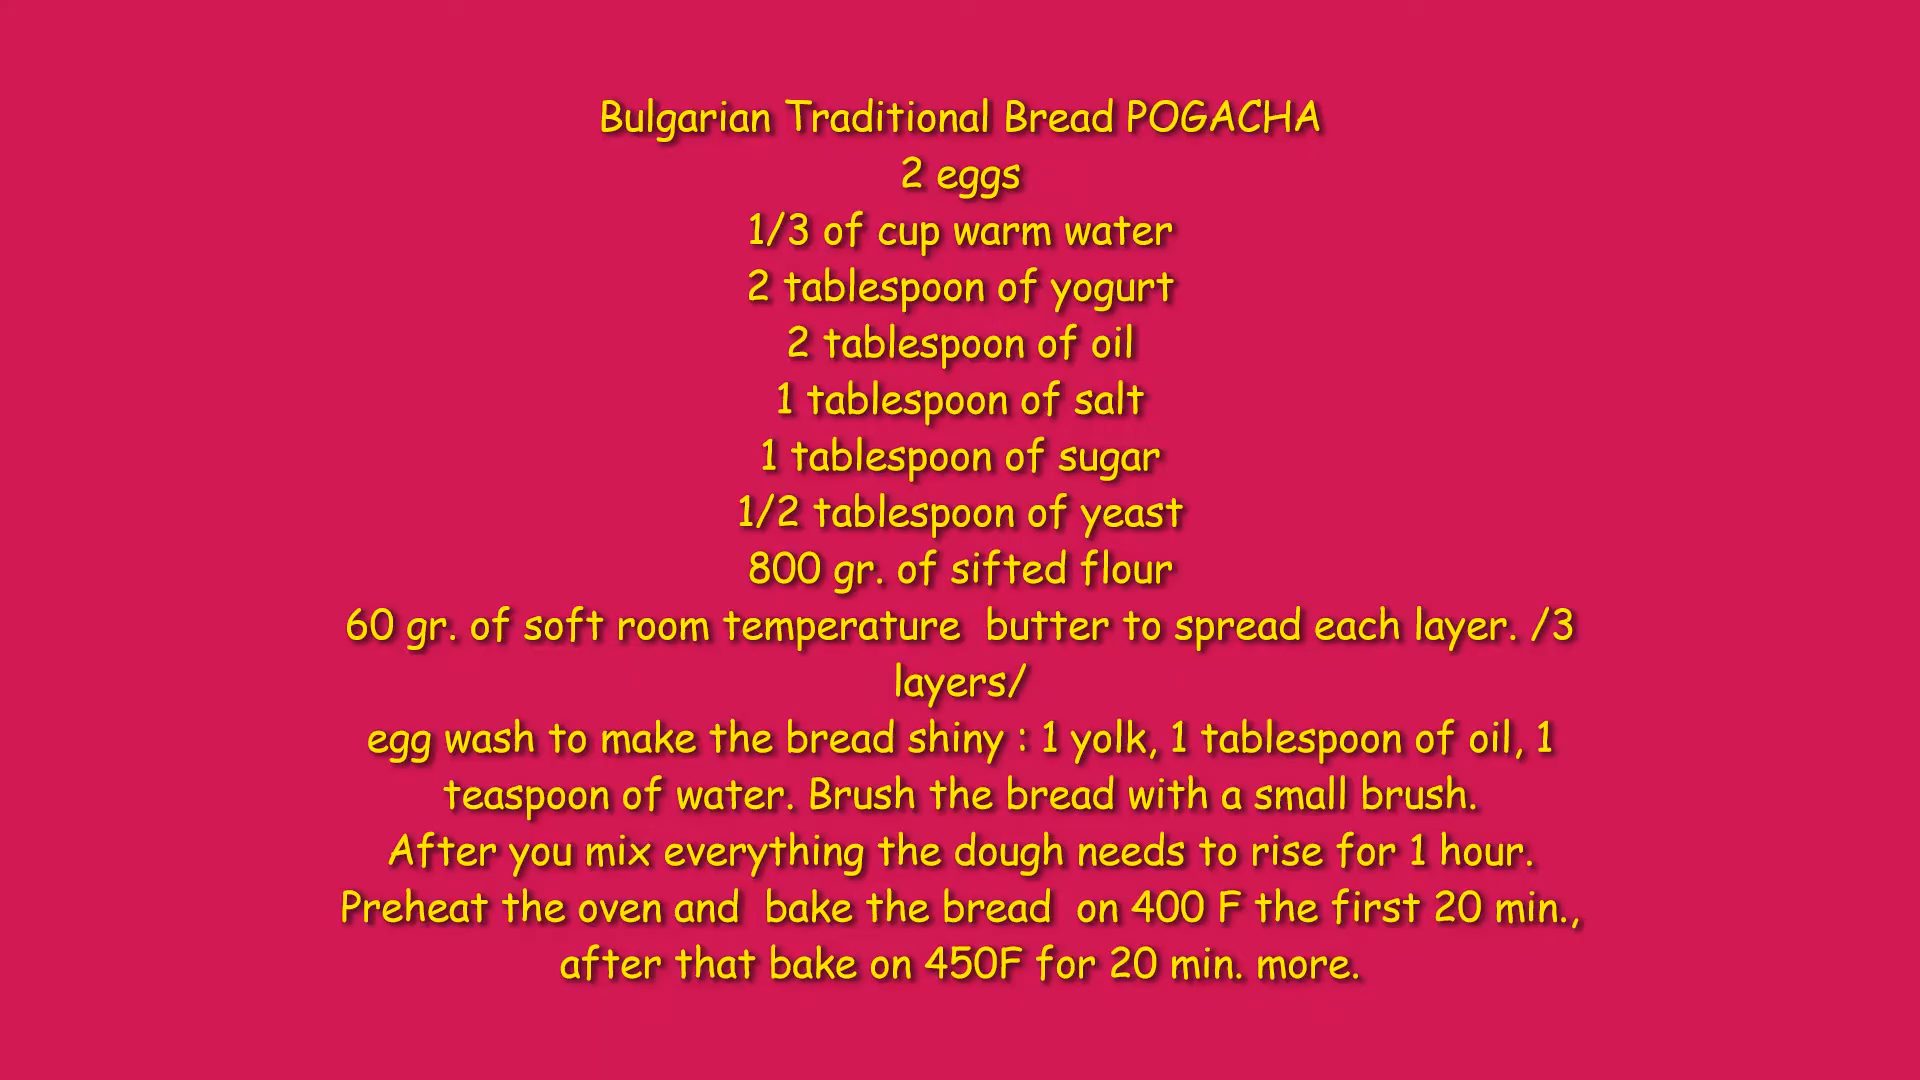 Bulgarian Traditional Bread POGACHA
2 eggs
1/3 of cup warm water
2 tablespoon of yogurt
2 tablespoon of oil
1 tablespoon of salt
1 tablespoon of sugar
1/2 tablespoon of yeast
800 gr. of sifted flour
60 gr. of soft room temperature  butter to spread each layer. /3
layers/
egg wash to make the bread shiny : 1 yolk, 1 tablespoon of oil, 1
teaspoon of water. Brush the bread with a small brush.
After you mix everything the dough needs to rise for 1 hour.
Preheat the oven and  bake the bread  on 400 F the first 20 min.,
after that bake on 450F for 20 min. more.